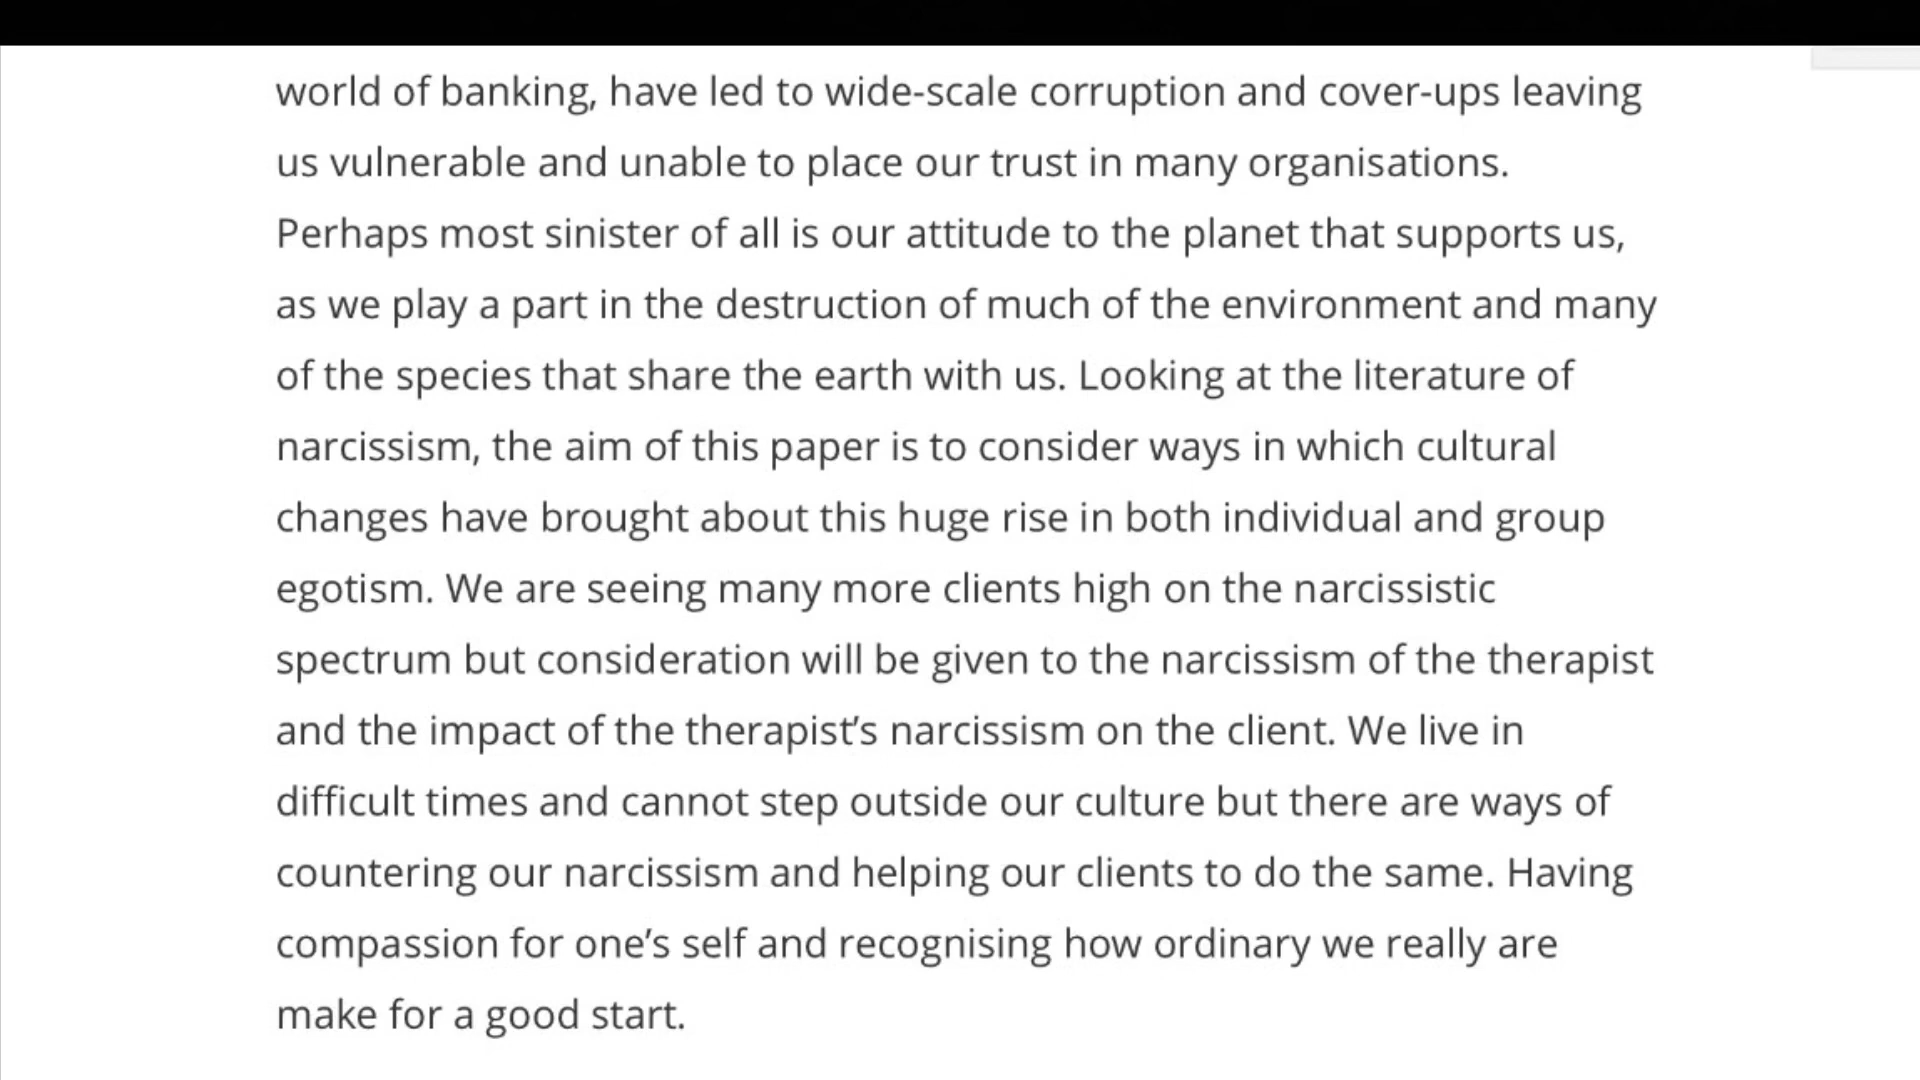 world of banking, have led to wide-scale corruption and cover-ups leaving
us vulnerable and unable to place our trust in many organisations.
Perhaps most sinister of all is our attitude to the planet that supports us,
as we play a part in the destruction of much of the environment and many
of the species that share the earth with us. Looking at the literature of
narcissism, the aim of this paper is to consider ways in which cultural
changes have brought about this huge rise in both individual and group
egotism. We are seeing many more clients high on the narcissistic
spectrum but consideration will be given to the narcissism of the therapist
and the impact of the therapist’s narcissism on the client. We live in
difficult times and cannot step outside our culture but there are ways of
countering our narcissism and helping our clients to do the same. Having
compassion for one’s self and recognising how ordinary we really are
make for a good start.